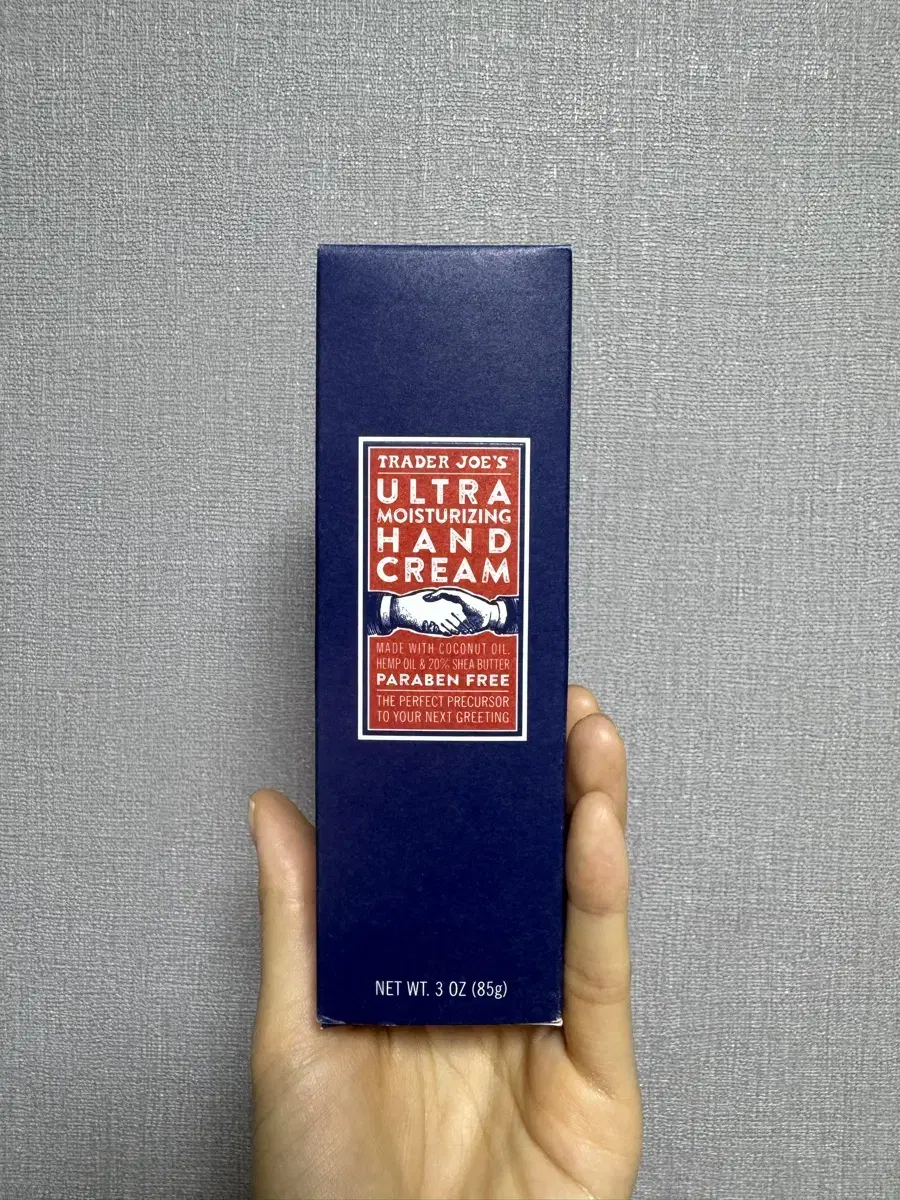 TRADER JOE'S
ULTRA
MOISTURIZING
HAND
CREAM
MADE WITH COCONUT OIL,
HEMP OIL & 20% SHEA BUTTER
PARABEN FREE
THE PERFECT PRECURSOR
TO YOUR NEXT GREETING
NET WT. 3 OZ (85g)